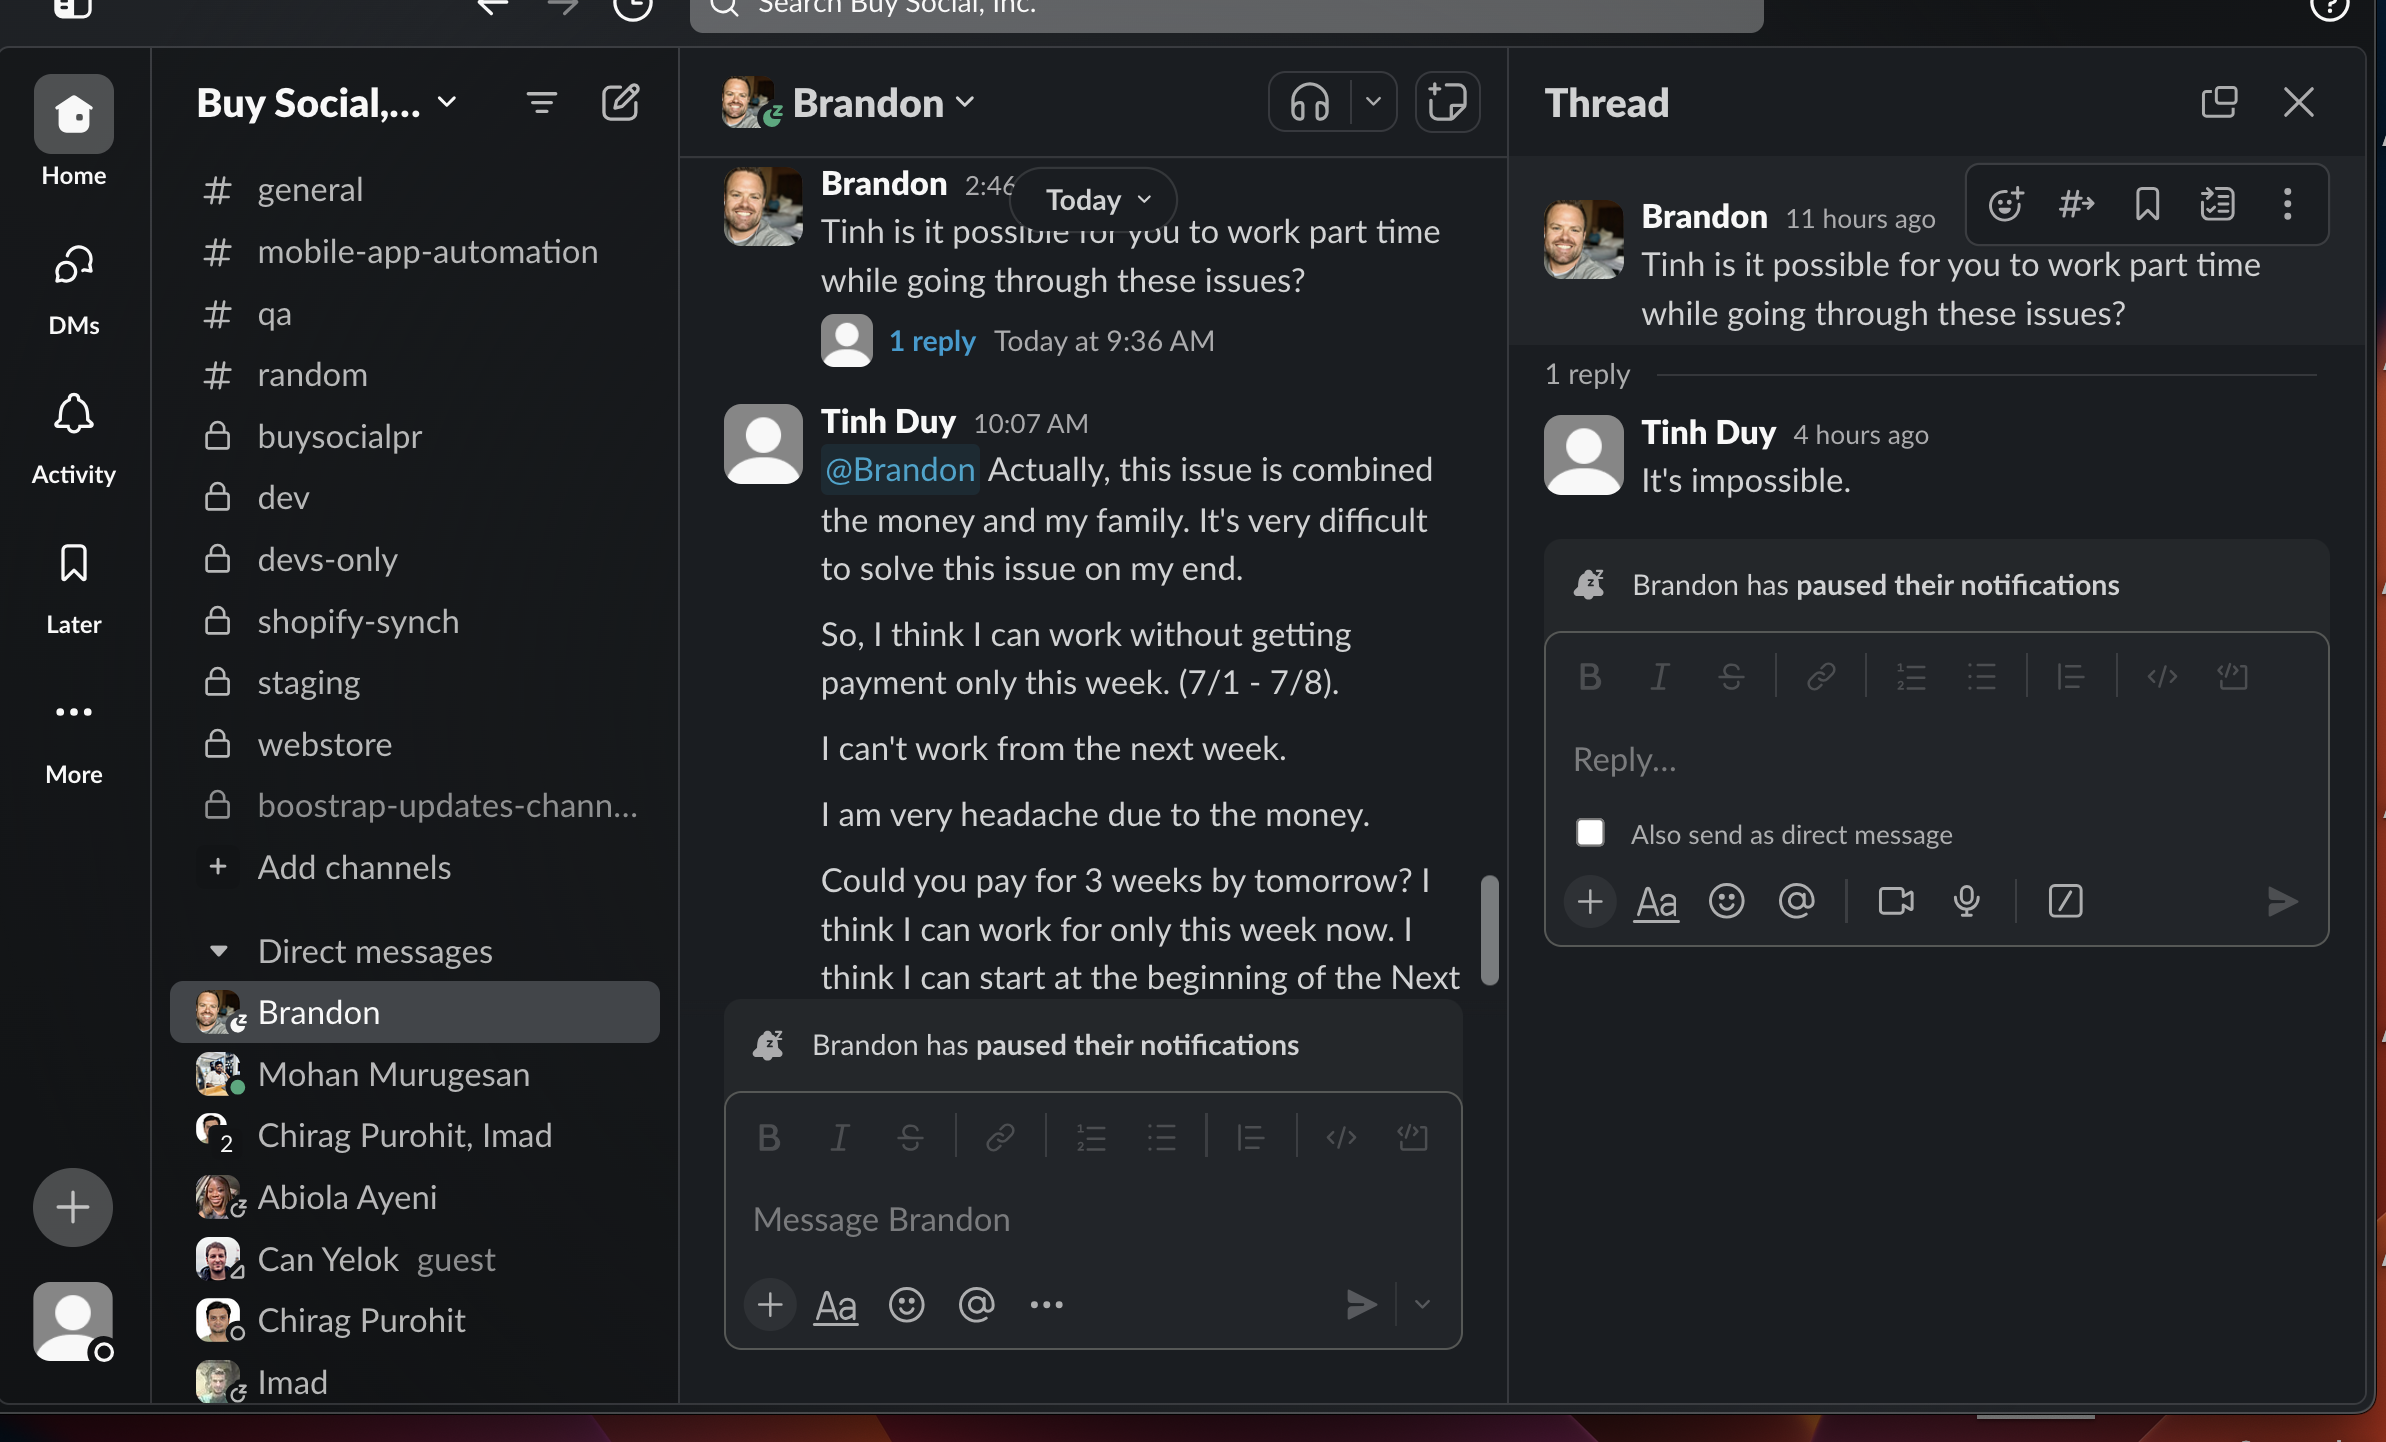 Search Buy Social, Inc.
Home
DMs
Activity
Later
More
Buy Social,...
general
mobile-app-automation
qa
random
buysocialpr
dev
devs-only
shopify-synch
staging
webstore
boostrap-updates-chann...
Add channels
Direct messages
Brandon
Mohan Murugesan
2 Chirag Purohit, Imad
Abiola Ayeni
Can Yelok guest
Chirag Purohit
Imad
Brandon
Brandon 2:46
Today
Tinh is it possible for you to work part time
while going through these issues?
1 reply Today at 9:36 AM
Tinh Duy 10:07 AM
@Brandon Actually, this issue is combined
the money and my family. It's very difficult
to solve this issue on my end.
So, I think I can work without getting
payment only this week. (7/1 - 7/8).
I can't work from the next week.
I am very headache due to the money.
Could you pay for 3 weeks by tomorrow? I
think I can work for only this week now. I
think I can start at the beginning of the Next
Brandon has paused their notifications
Message Brandon
Aa
Thread
Brandon 11 hours ago
Tinh is it possible for you to work part time
while going through these issues?
1 reply
Tinh Duy 4 hours ago
It's impossible.
Brandon has paused their notifications
Reply...
Also send as direct message
Aa